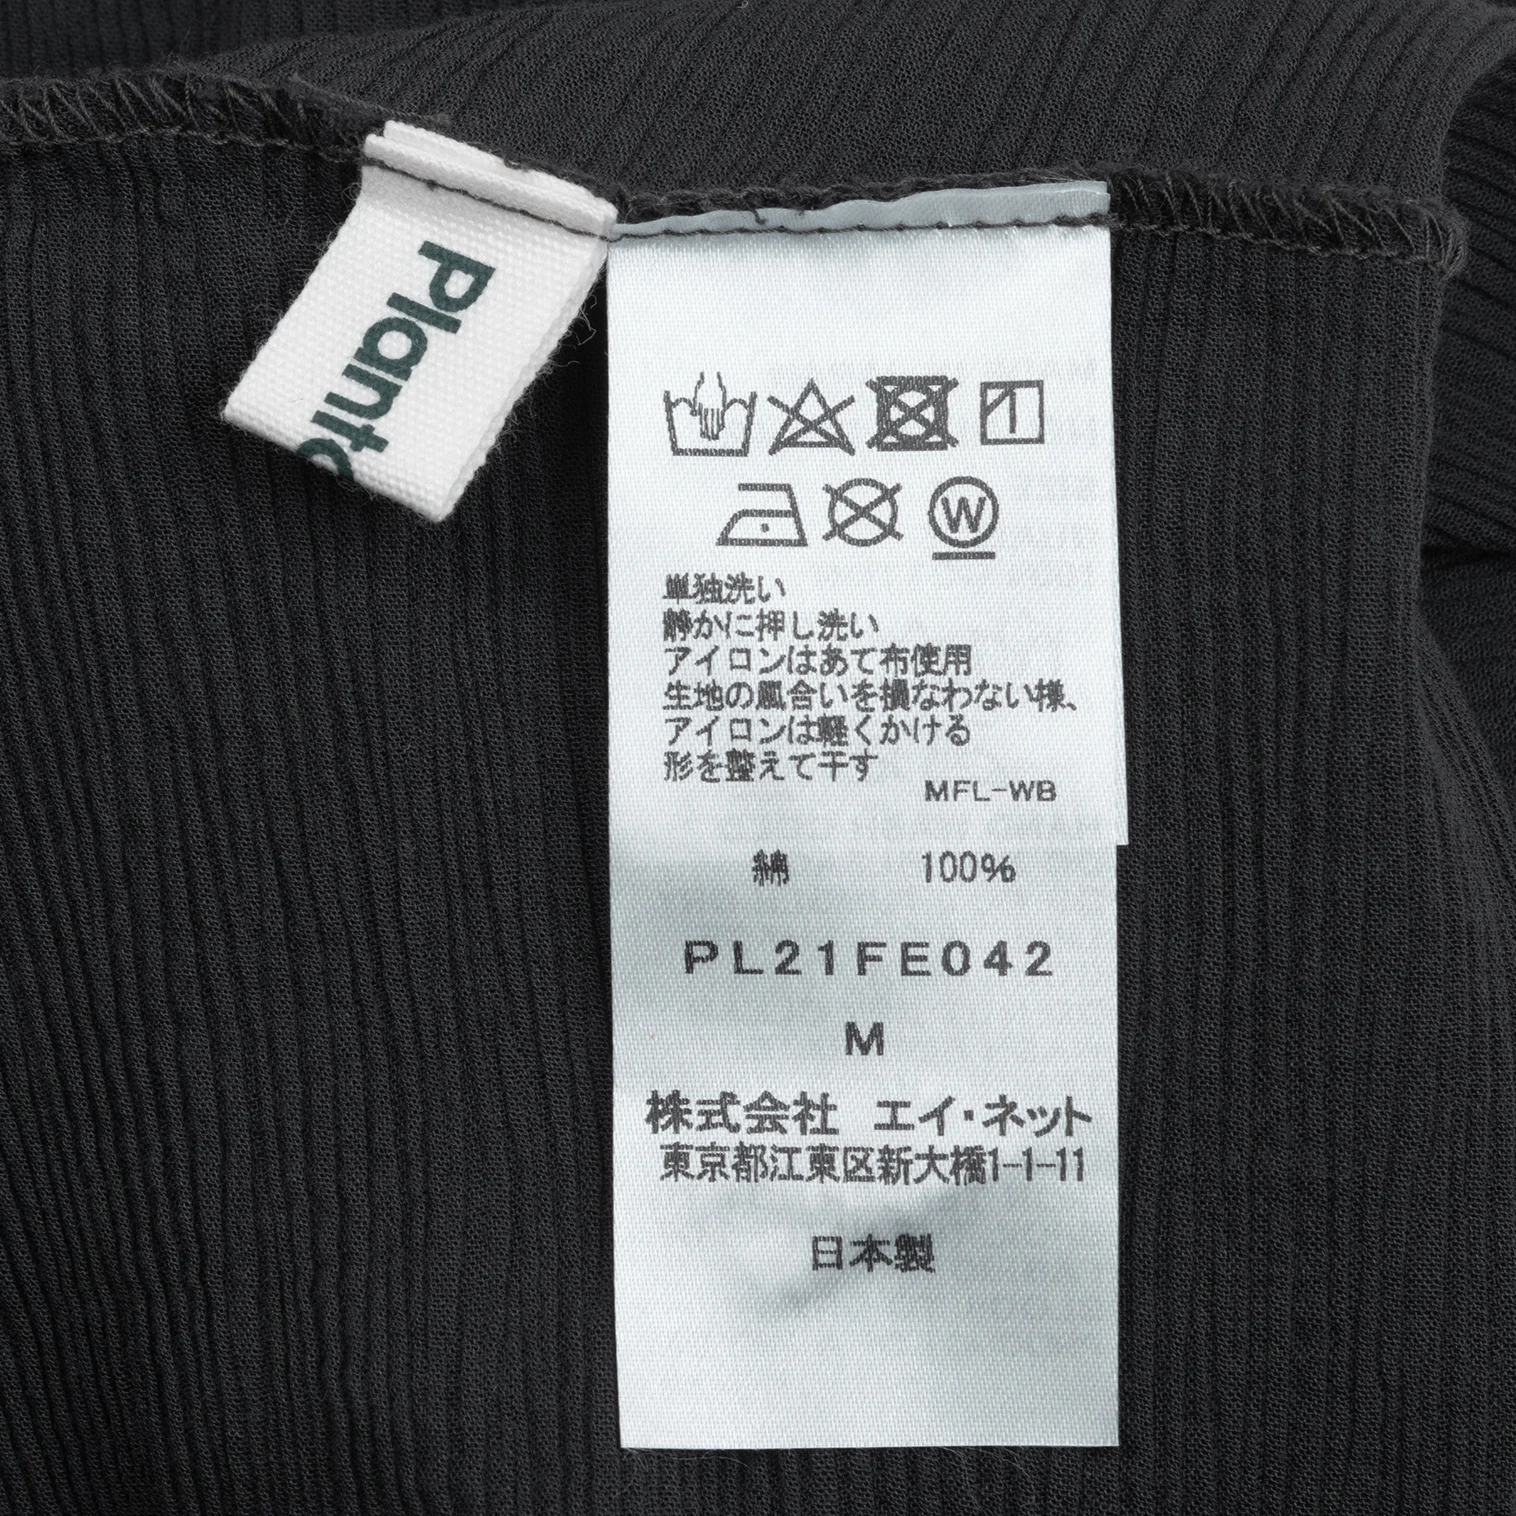 Planta
W
単独洗い
静かに押し洗い
アイロンはあて布使用
生地の風合いを損なわない様、
アイロンは軽くかける
形を整えて干す
MFL-WB
綿 100%
PL21FE042
M
株式会社 エイ・ネット
東京都江東区新大橋1-1-11
日本製